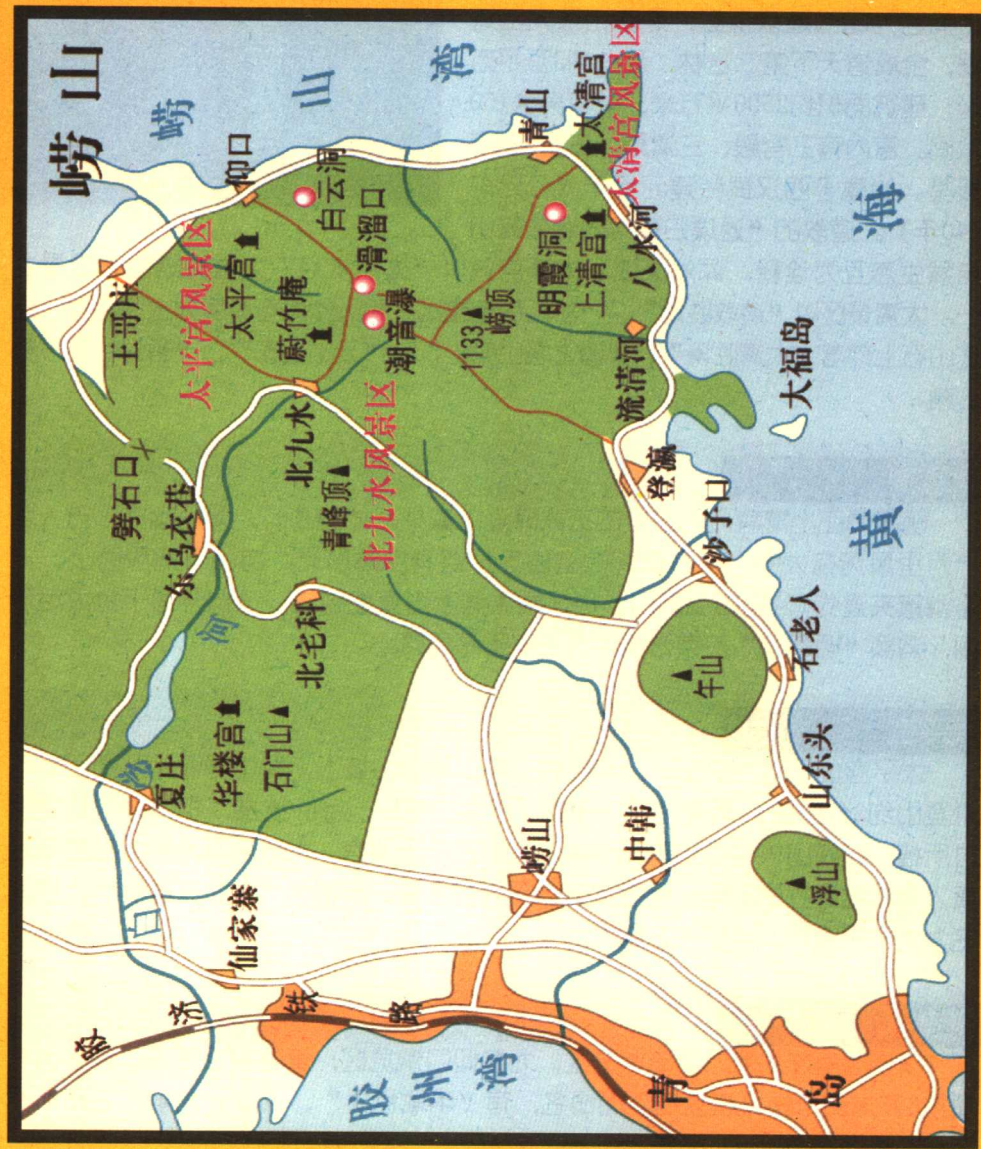 崂山
崂山湾
仰口
白云洞
青山
太清宫
太清宫风景区
王哥庄
太平宫风景区
太平宫
滑溜口
蔚竹庵
潮音瀑
明霞洞
上清宫
八水河
1133
崂顶
劈石口
北九水
流清河
大福岛
东乌衣巷
青峰顶
北九水风景区
登瀛
沙子口
黄海
河
北宅科
石老人
午山
夏庄
华楼宫
石门山
山东头
崂山
中韩
浮山
仙家寨
胶济铁路
胶州湾
青岛